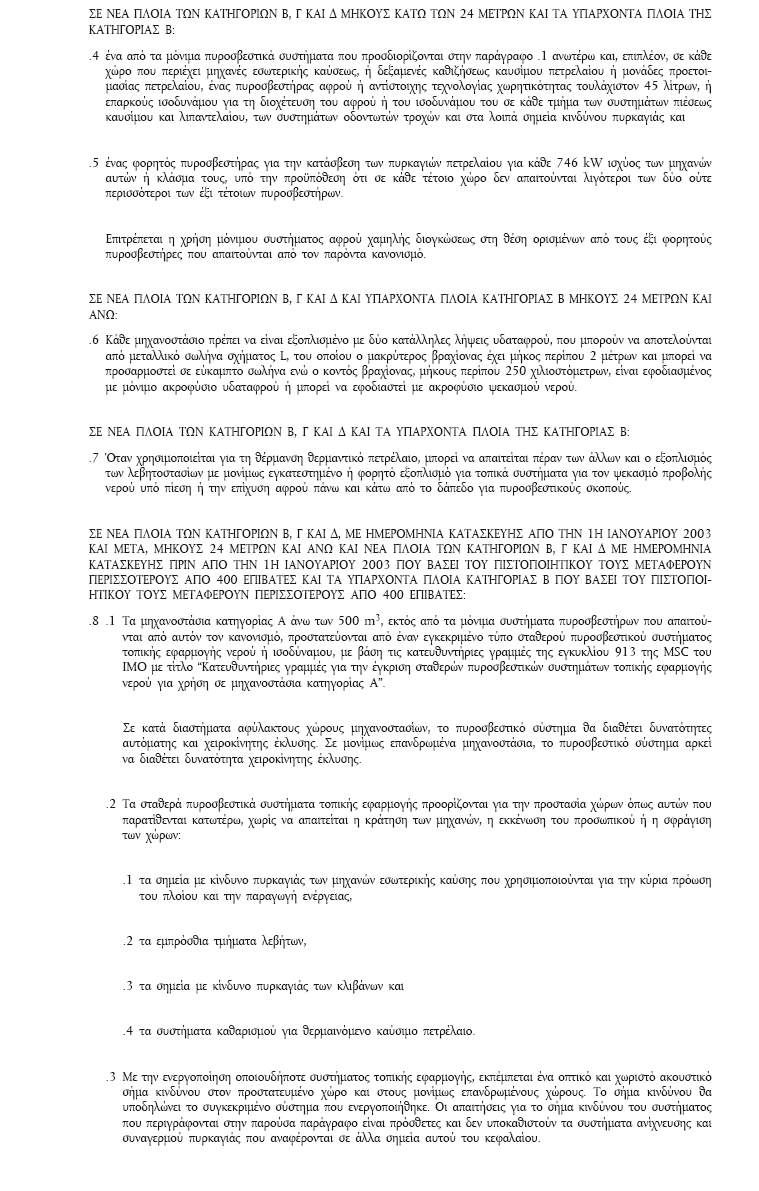 ΣΕ ΝΕΑ ΠΛΟΙΑ ΤΩΝ ΚΑΤΗΓΟΡΙΩΝ Β, Γ ΚΑΙ Δ ΜΗΚΟΥΣ ΚΑΤΩ ΤΩΝ 24 ΜΕΤΡΩΝ ΚΑΙ ΤΑ ΥΠΑΡΧΟΝΤΑ ΠΛΟΙΑ ΤΗΣ
ΚΑΤΗΓΟΡΙΑΣ Β:
.4 ένα από τα μόνιμα πυροσβεστικά συστήματα που προσδιορίζονται στην παράγραφο .1 ανωτέρω και, επιπλέον, σε κάθε
χώρο που περιέχει μηχανές εσωτερικής καύσεως, ή δεξαμενές καθιζήσεως καυσίμου πετρελαίου ή μονάδες προετοι-
μασίας πετρελαίου, ένας πυροσβεστήρας αφρού ή αντίστοιχης τεχνολογίας χωρητικότητας τουλάχιστον 45 λίτρων, ή
επαρκούς ισοδυνάμου για τη διοχέτευση του αφρού ή του ισοδυνάμου του σε κάθε τμήμα των συστημάτων πιέσεως
καυσίμου και λιπαντελαίου, των συστημάτων οδοντωτών τροχών και στα λοιπά σημεία κινδύνου πυρκαγιάς και
.5 ένας φορητός πυροσβεστήρας για την κατάσβεση των πυρκαγιών πετρελαίου για κάθε 746 kW ισχύος των μηχανών
αυτών ή κλάσμα τους, υπό την προϋπόθεση ότι σε κάθε τέτοιο χώρο δεν απαιτούνται λιγότεροι των δύο ούτε
περισσότεροι των έξι τέτοιων πυροσβεστήρων.
Επιτρέπεται η χρήση μόνιμου συστήματος αφρού χαμηλής διογκώσεως στη θέση ορισμένων από τους έξι φορητούς
πυροσβεστήρες που απαιτούνται από τον παρόντα κανονισμό.
ΣΕ ΝΕΑ ΠΛΟΙΑ ΤΩΝ ΚΑΤΗΓΟΡΙΩΝ Β, Γ ΚΑΙ Δ ΚΑΙ ΥΠΑΡΧΟΝΤΑ ΠΛΟΙΑ ΚΑΤΗΓΟΡΙΑΣ Β ΜΗΚΟΥΣ 24 ΜΕΤΡΩΝ ΚΑΙ
ΑΝΩ:
.6 Κάθε μηχανοστάσιο πρέπει να είναι εξοπλισμένο με δύο κατάλληλες λήψεις υδαταφρού, που μπορούν να αποτελούνται
από μεταλλικό σωλήνα σχήματος L, του οποίου ο μακρύτερος βραχίονας έχει μήκος περίπου 2 μέτρων και μπορεί να
προσαρμοστεί σε εύκαμπτο σωλήνα ενώ ο κοντός βραχίονας, μήκους περίπου 250 χιλιοστόμετρων, είναι εφοδιασμένος
με μόνιμο ακροφύσιο υδαταφρού ή μπορεί να εφοδιαστεί με ακροφύσιο ψεκασμού νερού.
ΣΕ ΝΕΑ ΠΛΟΙΑ ΤΩΝ ΚΑΤΗΓΟΡΙΩΝ Β, Γ ΚΑΙ Δ ΚΑΙ ΤΑ ΥΠΑΡΧΟΝΤΑ ΠΛΟΙΑ ΤΗΣ ΚΑΤΗΓΟΡΙΑΣ Β:
.7 Όταν χρησιμοποιείται για τη θέρμανση θερμαντικό πετρέλαιο, μπορεί να απαιτείται πέραν των άλλων και ο εξοπλισμός
των λεβητοστασίων με μονίμως εγκατεστημένο ή φορητό εξοπλισμό για τοπικά συστήματα για τον ψεκασμό προβολής
νερού υπό πίεση ή την επίχυση αφρού πάνω και κάτω από το δάπεδο για πυροσβεστικούς σκοπούς.
ΣΕ ΝΕΑ ΠΛΟΙΑ ΤΩΝ ΚΑΤΗΓΟΡΙΩΝ Β, Γ ΚΑΙ Δ, ΜΕ ΗΜΕΡΟΜΗΝΙΑ ΚΑΤΑΣΚΕΥΗΣ ΑΠΟ ΤΗΝ 1Η ΙΑΝΟΥΑΡΙΟΥ 2003
ΚΑΙ ΜΕΤΑ, ΜΗΚΟΥΣ 24 ΜΕΤΡΩΝ ΚΑΙ ΑΝΩ ΚΑΙ ΝΕΑ ΠΛΟΙΑ ΤΩΝ ΚΑΤΗΓΟΡΙΩΝ Β, Γ ΚΑΙ Δ ΜΕ ΗΜΕΡΟΜΗΝΙΑ
ΚΑΤΑΣΚΕΥΗΣ ΠΡΙΝ ΑΠΟ ΤΗΝ 1Η ΙΑΝΟΥΑΡΙΟΥ 2003 ΠΟΥ ΒΑΣΕΙ ΤΟΥ ΠΙΣΤΟΠΟΙΗΤΙΚΟΥ ΤΟΥΣ ΜΕΤΑΦΕΡΟΥΝ
ΠΕΡΙΣΣΟΤΕΡΟΥΣ ΑΠΟ 400 ΕΠΙΒΑΤΕΣ ΚΑΙ ΤΑ ΥΠΑΡΧΟΝΤΑ ΠΛΟΙΑ ΚΑΤΗΓΟΡΙΑΣ Β ΠΟΥ ΒΑΣΕΙ ΤΟΥ ΠΙΣΤΟΠΟΙ-
ΗΤΙΚΟΥ ΤΟΥΣ ΜΕΤΑΦΕΡΟΥΝ ΠΕΡΙΣΣΟΤΕΡΟΥΣ ΑΠΟ 400 ΕΠΙΒΑΤΕΣ:
.8 .1 Τα μηχανοστάσια κατηγορίας Α άνω των 500 m³, εκτός από τα μόνιμα συστήματα πυροσβεστήρων που απαιτού-
νται από αυτόν τον κανονισμό, προστατεύονται από έναν εγκεκριμένο τύπο σταθερού πυροσβεστικού συστήματος
τοπικής εφαρμογής νερού ή ισοδύναμου, με βάση τις κατευθυντήριες γραμμές της εγκυκλίου 913 της MSC του
IMO με τίτλο “Κατευθυντήριες γραμμές για την έγκριση σταθερών πυροσβεστικών συστημάτων τοπικής εφαρμογής
νερού για χρήση σε μηχανοστάσια κατηγορίας Α”.
Σε κατά διαστήματα αφύλακτους χώρους μηχανοστασίων, το πυροσβεστικό σύστημα θα διαθέτει δυνατότητες
αυτόματης και χειροκίνητης έκλυσης. Σε μονίμως επανδρωμένα μηχανοστάσια, το πυροσβεστικό σύστημα αρκεί
να διαθέτει δυνατότητα χειροκίνητης έκλυσης.
.2 Τα σταθερά πυροσβεστικά συστήματα τοπικής εφαρμογής προορίζονται για την προστασία χώρων όπως αυτών που
παρατίθενται κατωτέρω, χωρίς να απαιτείται η κράτηση των μηχανών, η εκκένωση του προσωπικού ή η σφράγιση
των χώρων:
.1 τα σημεία με κίνδυνο πυρκαγιάς των μηχανών εσωτερικής καύσης που χρησιμοποιούνται για την κύρια πρόωση
του πλοίου και την παραγωγή ενέργειας,
.2 τα εμπρόσθια τμήματα λεβήτων,
.3 τα σημεία με κίνδυνο πυρκαγιάς των κλιβάνων και
.4 τα συστήματα καθαρισμού για θερμαινόμενο καύσιμο πετρέλαιο.
.3 Με την ενεργοποίηση οποιουδήποτε συστήματος τοπικής εφαρμογής, εκπέμπεται ένα οπτικό και χωριστό ακουστικό
σήμα κινδύνου στον προστατευμένο χώρο και στους μονίμως επανδρωμένους χώρους. Το σήμα κινδύνου θα
υποδηλώνει το συγκεκριμένο σύστημα που ενεργοποιήθηκε. Οι απαιτήσεις για το σήμα κινδύνου του συστήματος
που περιγράφονται στην παρούσα παράγραφο είναι πρόσθετες και δεν υποκαθιστούν τα συστήματα ανίχνευσης και
συναγερμού πυρκαγιάς που αναφέρονται σε άλλα σημεία αυτού του κεφαλαίου.